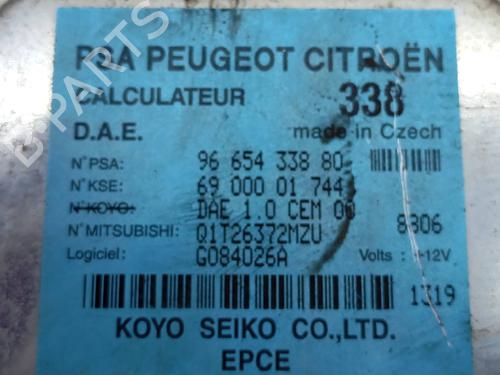 PSA PEUGEOT CITROËN
CALCULATEUR 338
D.A.E. made in Czech
N°PSA: 96 654 338 80
N°KSE: 69 000 01 744
N°KOYO: DAE 1.0 CEM 00
N°MITSUBISHI: Q1T26372MZU 8806
Logiciel: G084026A Volts : +12V
1319
KOYO SEIKO CO.,LTD.
EPCE